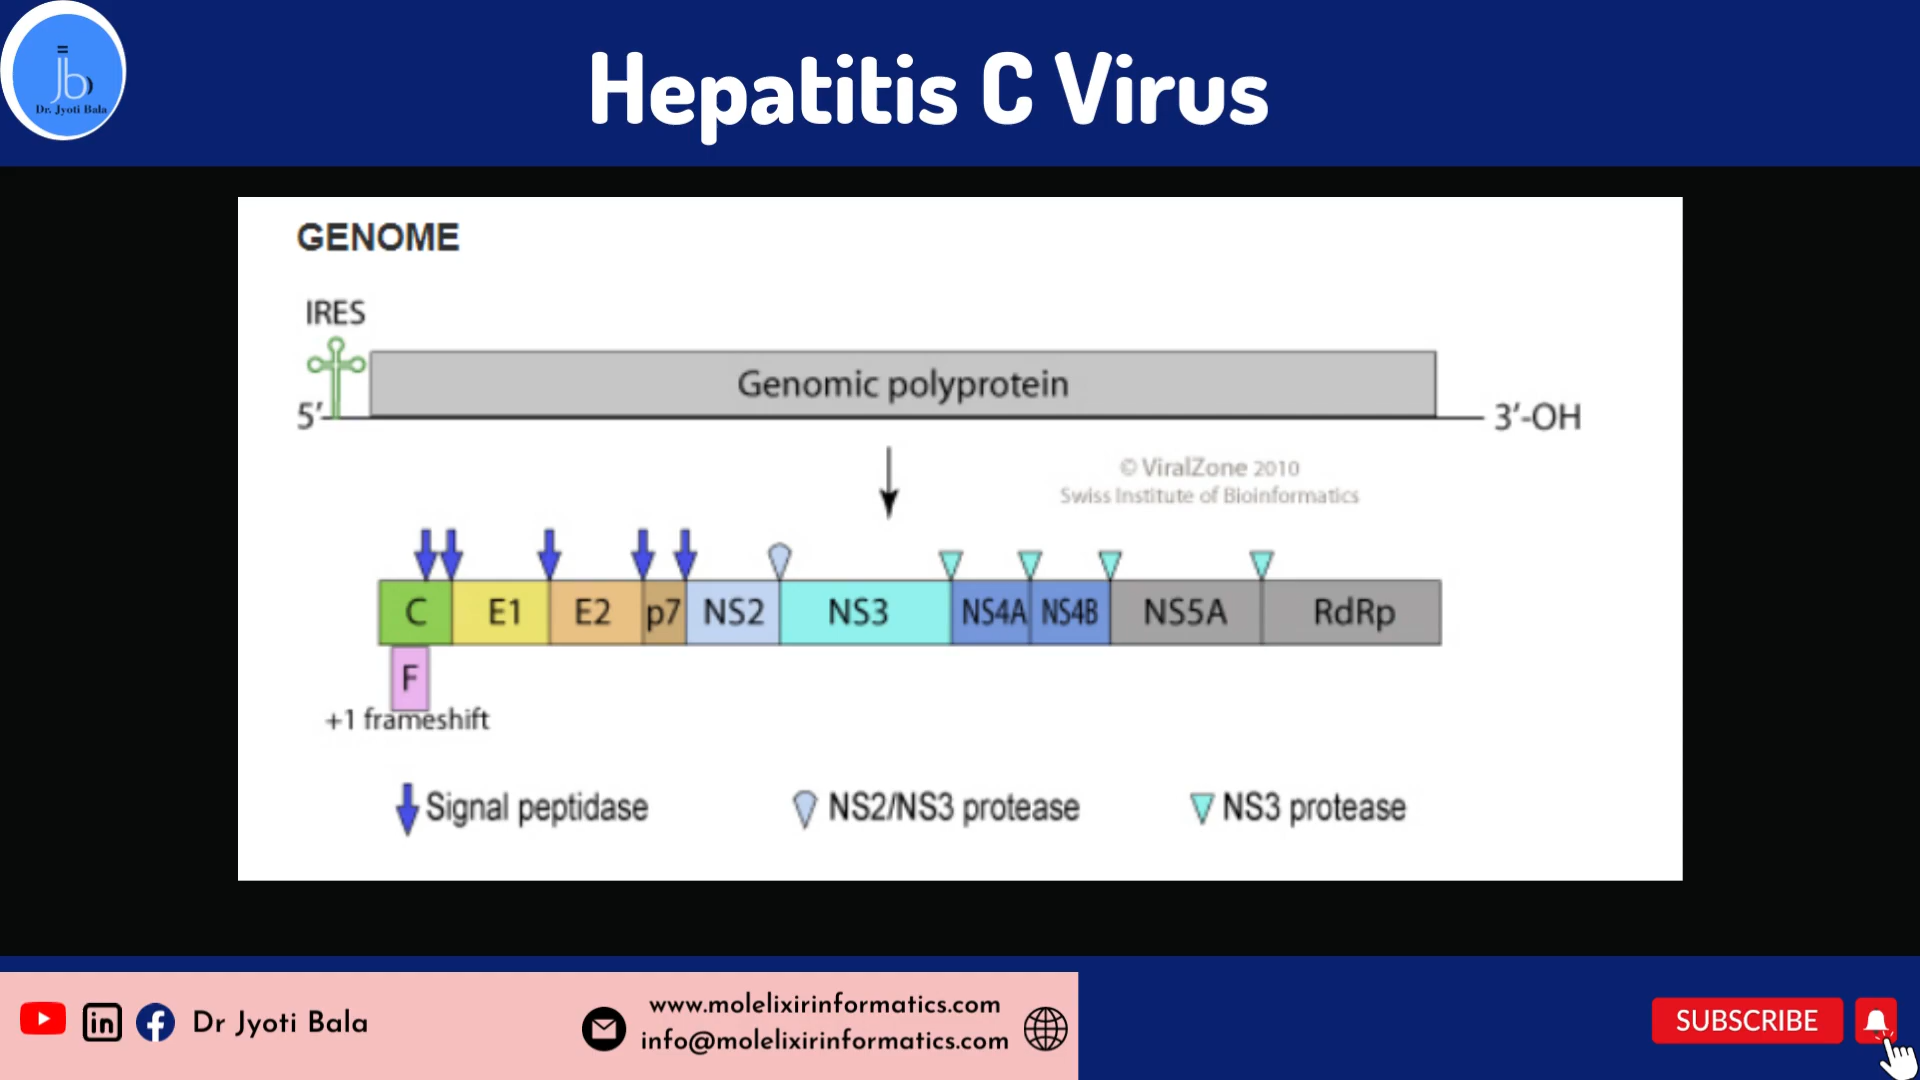 jb
Dr. Jyoti Bala
Hepatitis C Virus
GENOME
IRES
Genomic polyprotein
5’
3’-OH
© ViralZone 2010
Swiss Institute of Bioinformatics
C E1 E2 p7 NS2 NS3 NS4A NS4B NS5A RdRp
F
+1 frameshift
Signal peptidase NS2/NS3 protease NS3 protease
in f Dr Jyoti Bala
www.molelixirinformatics.com
info@molelixirinformatics.com
SUBSCRIBE